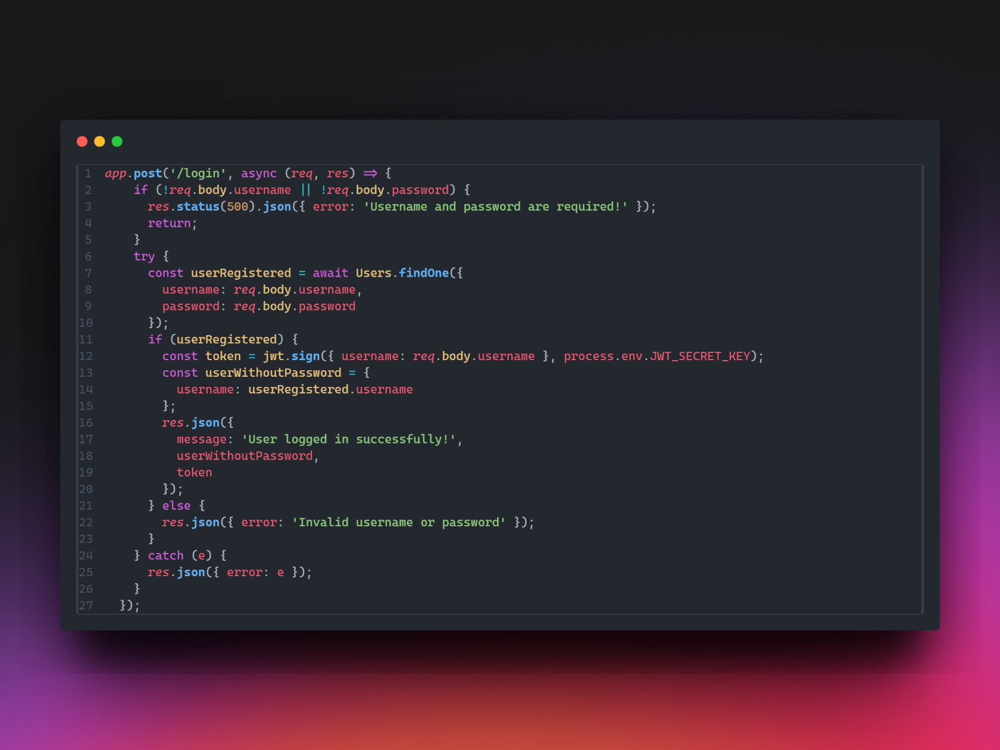 1 app.post('/login', async (req, res) => {
2 if (!req.body.username || !req.body.password) {
3 res.status(500).json({ error: 'Username and password are required!' });
4 return;
5 }
6 try {
7 const userRegistered = await Users.findOne({
8 username: req.body.username,
9 password: req.body.password
10 });
11 if (userRegistered) {
12 const token = jwt.sign({ username: req.body.username }, process.env.JWT_SECRET_KEY);
13 const userWithoutPassword = {
14 username: userRegistered.username
15 };
16 res.json({
17 message: 'User logged in successfully!',
18 userWithoutPassword,
19 token
20 });
21 } else {
22 res.json({ error: 'Invalid username or password' });
23 }
24 } catch (e) {
25 res.json({ error: e });
26 }
27 });